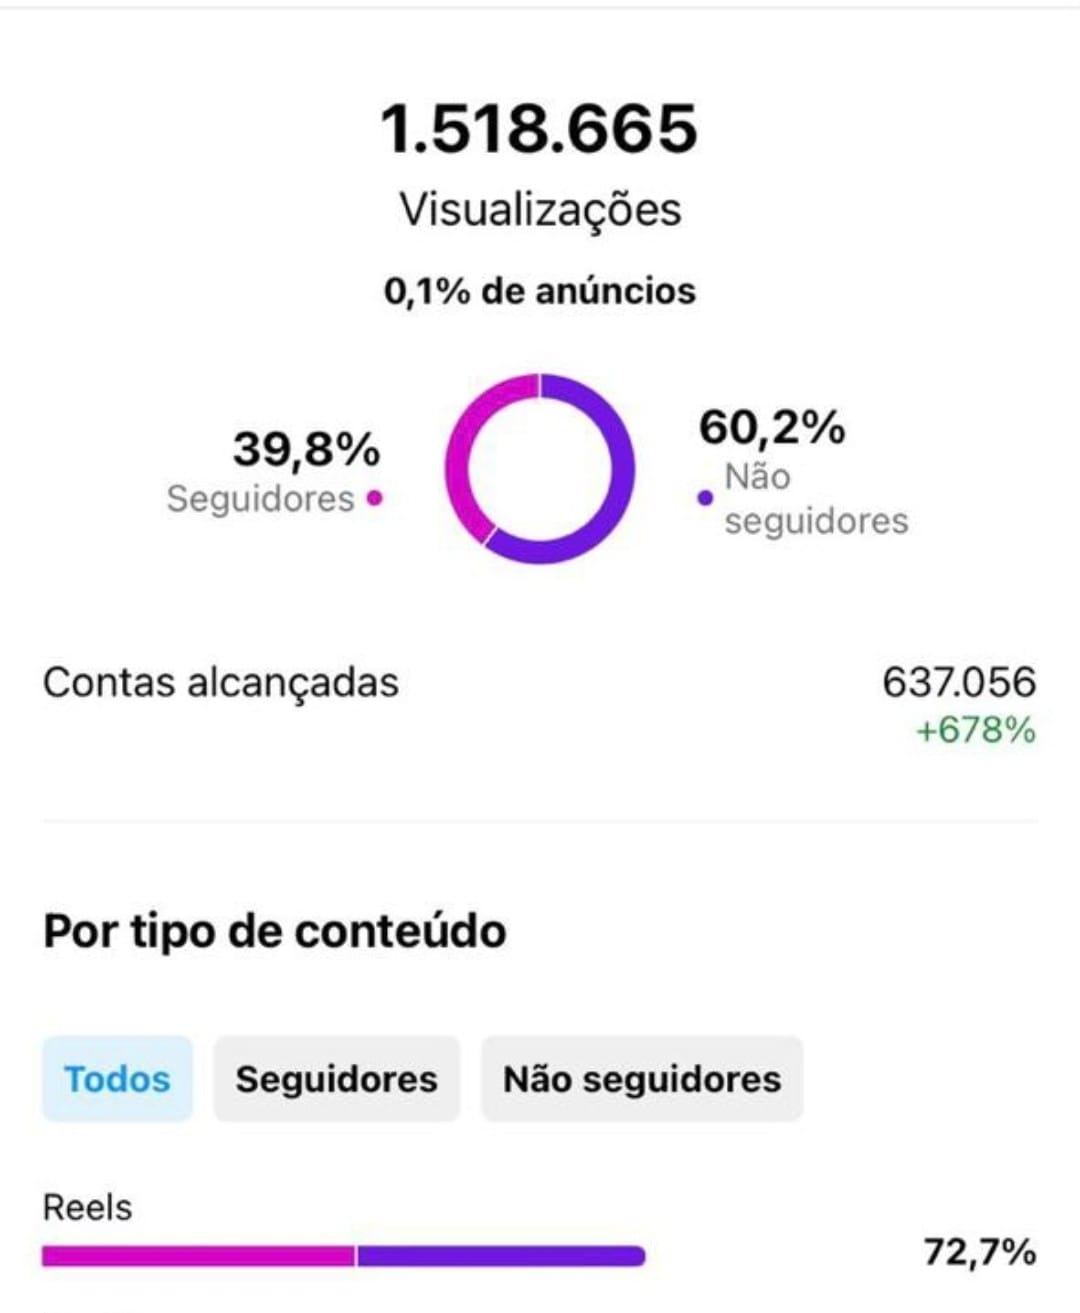 1.518.665
Visualizações
0,1% de anúncios
39,8%
Seguidores
60,2%
Não
seguidores
Contas alcançadas
637.056
+678%
Por tipo de conteúdo
Todos
Seguidores
Não seguidores
Reels
72,7%